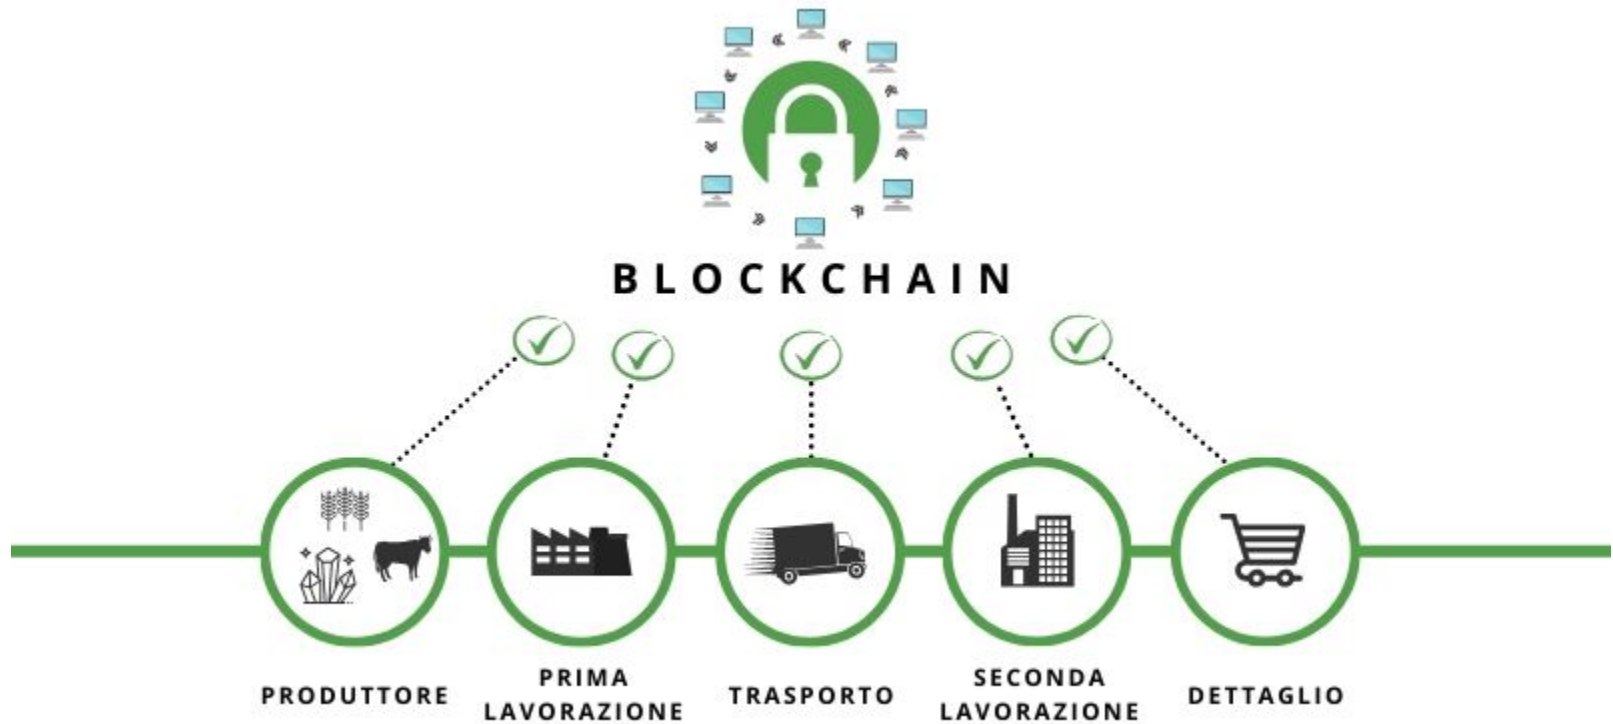 BLOCKCHAIN
PRODUTTORE
PRIMA
LAVORAZIONE
TRASPORTO
SECONDA
LAVORAZIONE
DETTAGLIO